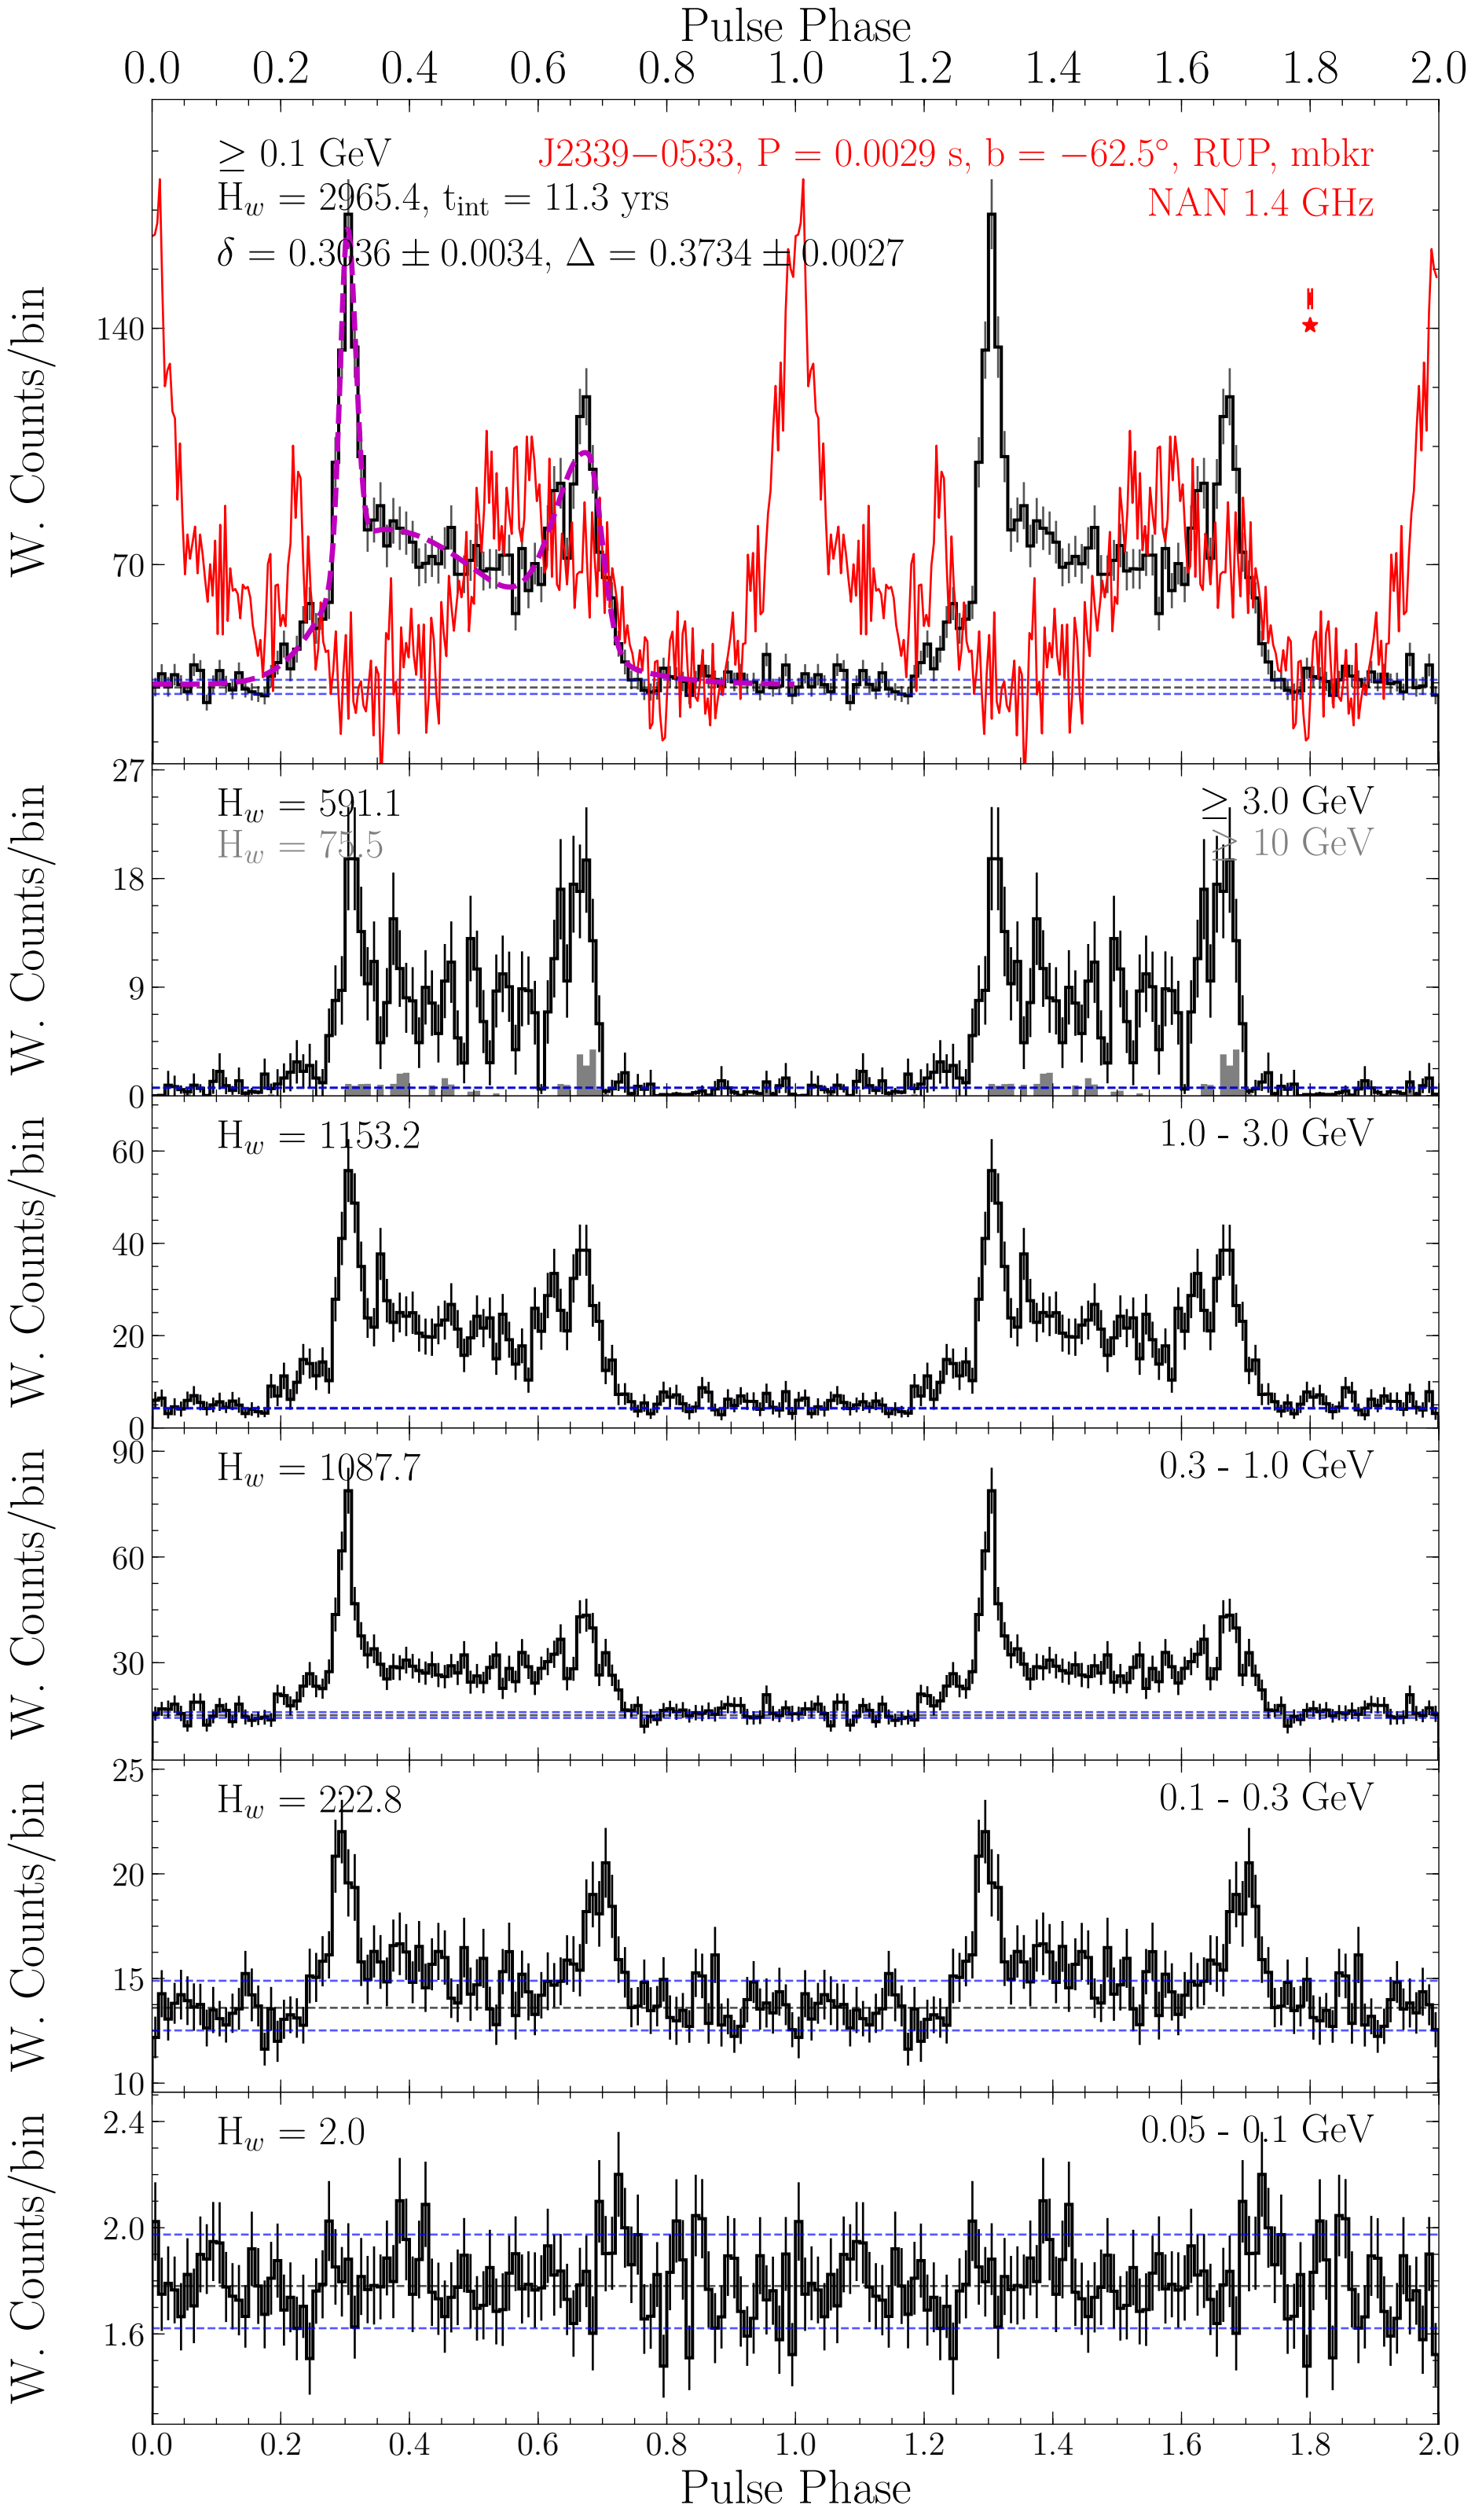 Pulse Phase
0.0 0.2 0.4 0.6 0.8 1.0 1.2 1.4 1.6 1.8 2.0
≥ 0.1 GeV
J2339−0533, P = 0.0029 s, b = −62.5°, RUP, mbkr
H_w = 2965.4, t_int = 11.3 yrs
NAN 1.4 GHz
δ = 0.3036 ± 0.0034, Δ = 0.3734 ± 0.0027
W. Counts/bin
140
70
27
H_w = 591.1
≥ 3.0 GeV
H_w = 75.5
≥ 10 GeV
W. Counts/bin
18
9
0
H_w = 1153.2
1.0 - 3.0 GeV
W. Counts/bin
60
40
20
0
90
H_w = 1087.7
0.3 - 1.0 GeV
W. Counts/bin
60
30
25
H_w = 222.8
0.1 - 0.3 GeV
W. Counts/bin
20
15
10
2.4
H_w = 2.0
0.05 - 0.1 GeV
W. Counts/bin
2.0
1.6
0.0 0.2 0.4 0.6 0.8 1.0 1.2 1.4 1.6 1.8 2.0
Pulse Phase